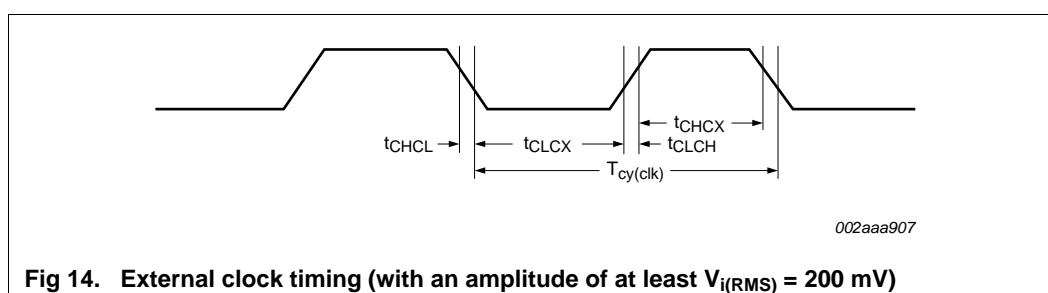 tCHCX
tCHCL tCLCX tCLCH
Tcy(clk)
002aaa907
Fig 14. External clock timing (with an amplitude of at least Vi(RMS) = 200 mV)